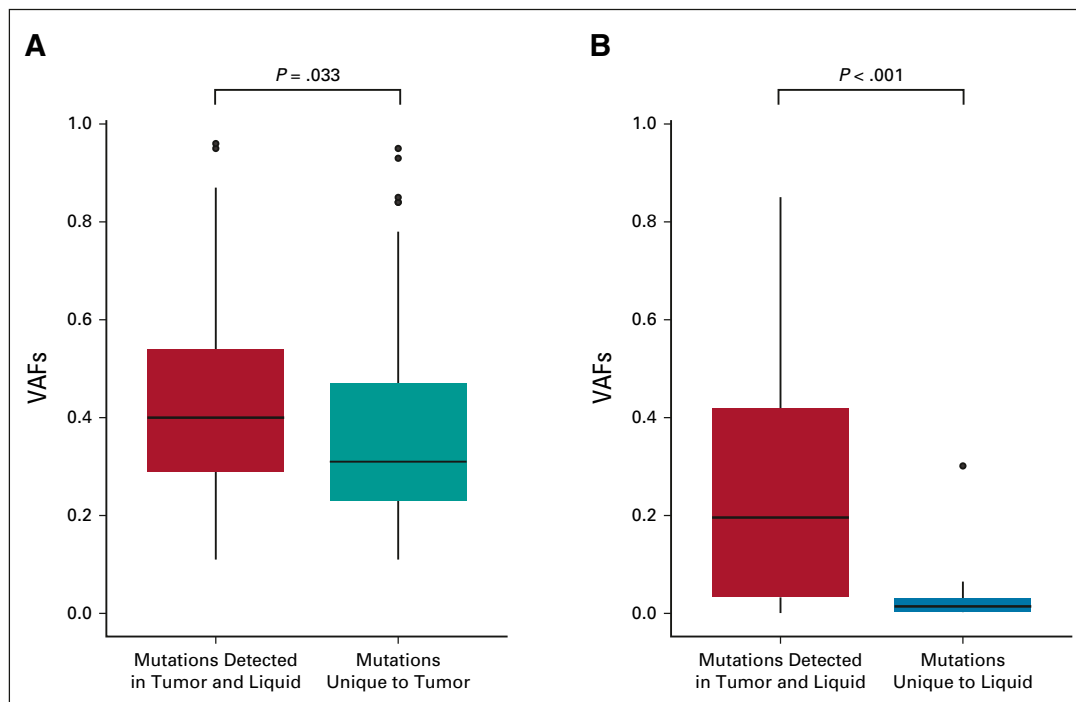 A
P = .033
1.0
0.8
0.6
0.4
0.2
0.0
VAFs
Mutations Detected
in Tumor and Liquid
Mutations
Unique to Tumor
B
P < .001
1.0
0.8
0.6
0.4
0.2
0.0
VAFs
Mutations Detected
in Tumor and Liquid
Mutations
Unique to Liquid